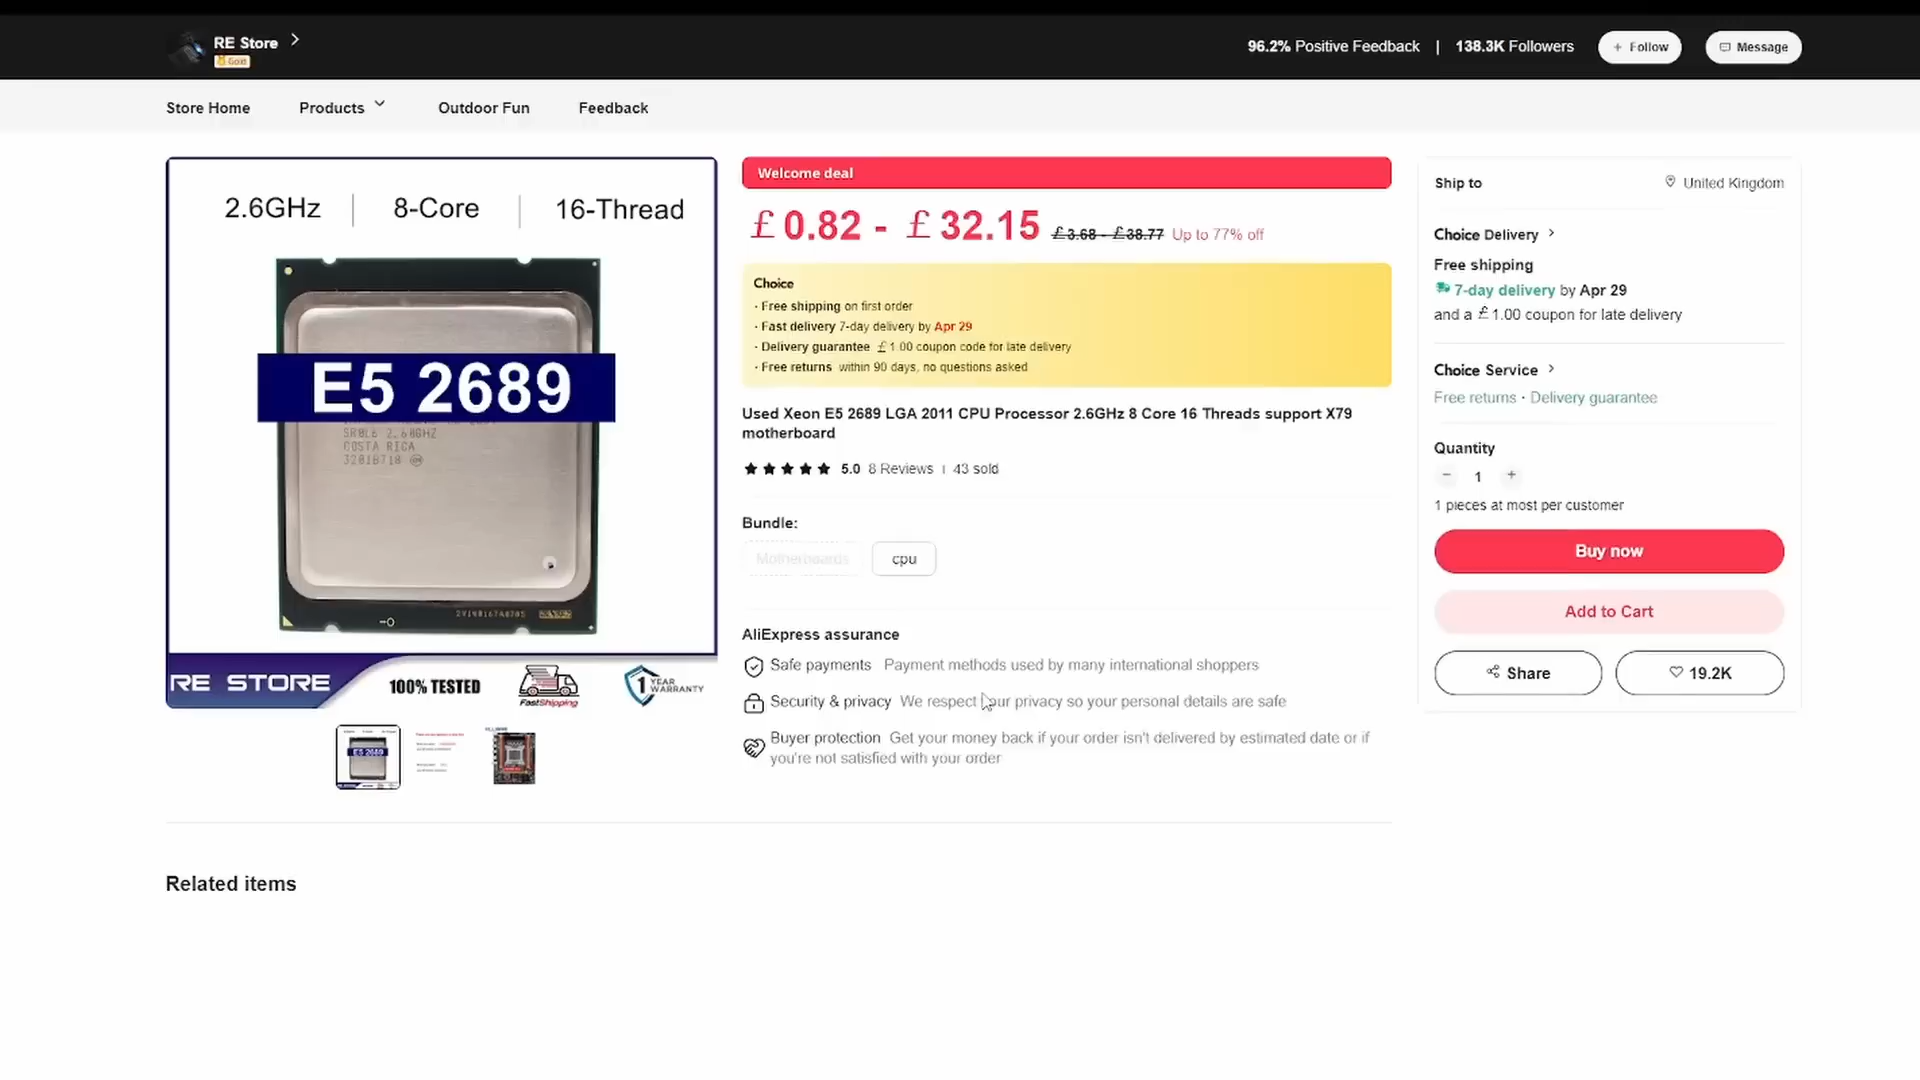 RE Store
Gold
96.2% Positive Feedback | 138.3K Followers
+ Follow
Message
Store Home
Products
Outdoor Fun
Feedback
2.6GHz | 8-Core | 16-Thread
E5 2689
SR0L6 2.60GHZ
COSTA RICA
3201B718
RE STORE
100% TESTED
FastShipping
1 YEAR WARRANTY
Welcome deal
£0.82 - £32.15 £3.68 - £38.77 Up to 77% off
Choice
· Free shipping on first order
· Fast delivery 7-day delivery by Apr 29
· Delivery guarantee £1.00 coupon code for late delivery
· Free returns within 90 days, no questions asked
Used Xeon E5 2689 LGA 2011 CPU Processor 2.6GHz 8 Core 16 Threads support X79
motherboard
5.0 8 Reviews | 43 sold
Bundle:
Motherboards
cpu
AliExpress assurance
Safe payments Payment methods used by many international shoppers
Security & privacy We respect your privacy so your personal details are safe
Buyer protection Get your money back if your order isn't delivered by estimated date or if
you're not satisfied with your order
Ship to
United Kingdom
Choice Delivery
Free shipping
7-day delivery by Apr 29
and a £1.00 coupon for late delivery
Choice Service
Free returns · Delivery guarantee
Quantity
- 1 +
1 pieces at most per customer
Buy now
Add to Cart
Share
19.2K
Related items